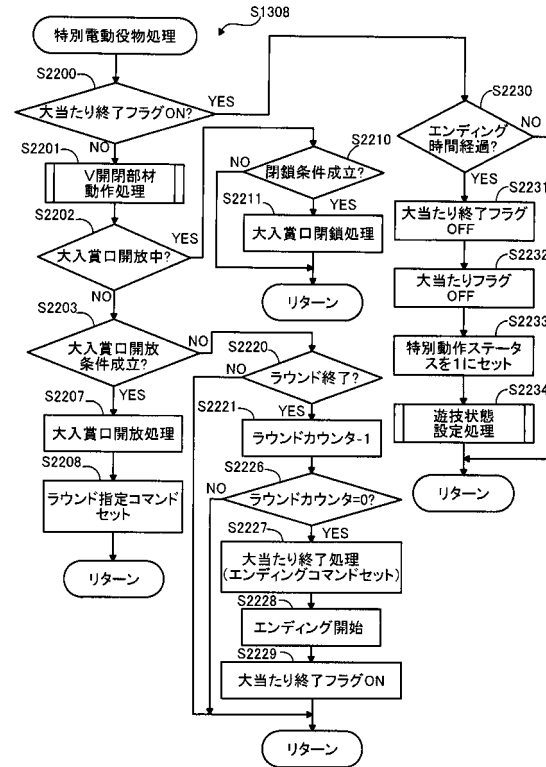 S1308
特別電動役物処理
S2200
大当たり終了フラグON?
YES
NO
S2201
V開閉部材
動作処理
S2202
大入賞口開放中?
YES
NO
S2203
大入賞口開放
条件成立?
NO
YES
S2207
大入賞口開放処理
S2208
ラウンド指定コマンド
セット
リターン
S2210
閉鎖条件成立?
NO
YES
S2211
大入賞口閉鎖処理
リターン
S2220
ラウンド終了?
NO
YES
S2221
ラウンドカウンタ-1
S2226
ラウンドカウンタ=0?
NO
YES
S2227
大当たり終了処理
(エンディングコマンドセット)
S2228
エンディング開始
S2229
大当たり終了フラグON
リターン
S2230
エンディング
時間経過?
NO
YES
S2231
大当たり終了フラグ
OFF
S2232
大当たりフラグ
OFF
S2233
特別動作ステータ
スを1にセット
S2234
遊技状態
設定処理
リターン